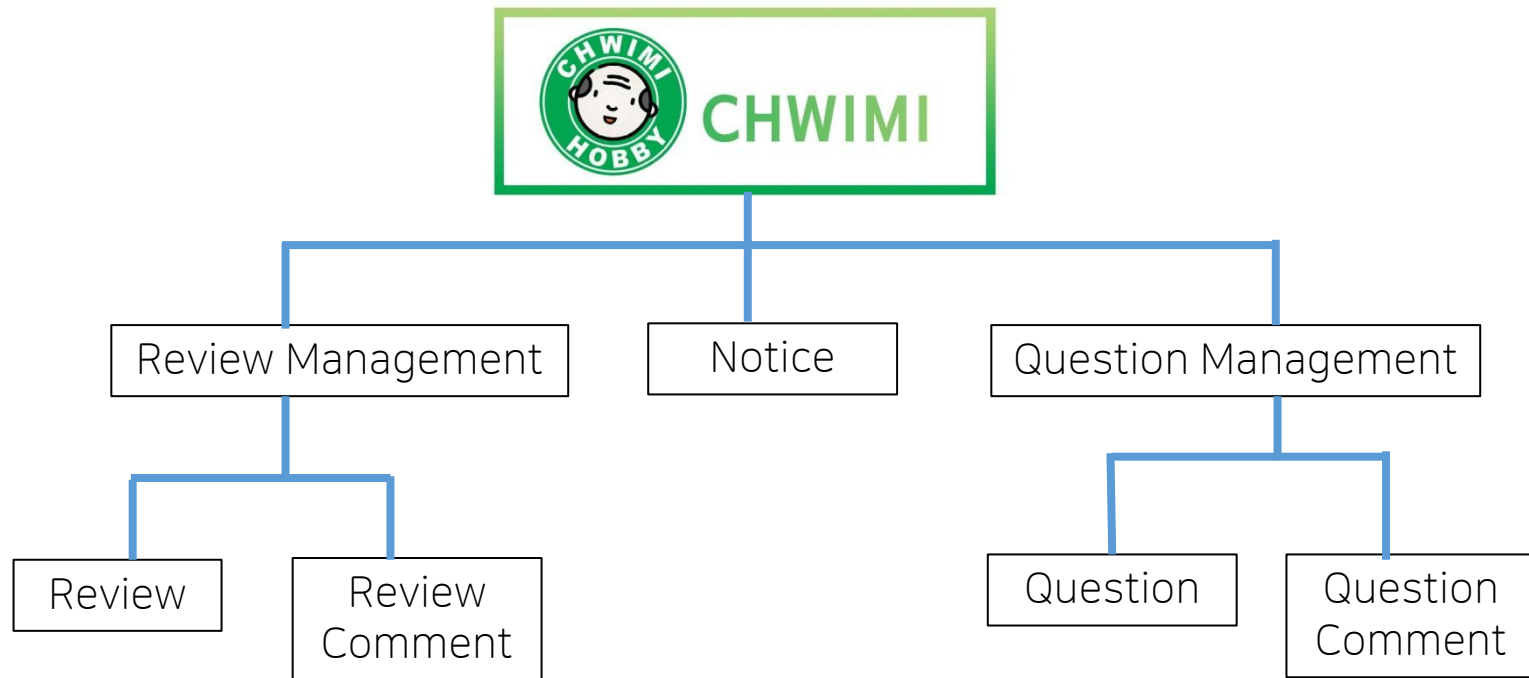 CHWIMI
HOBBY
CHWIMI
Review Management
Notice
Question Management
Review
Review
Comment
Question
Question
Comment